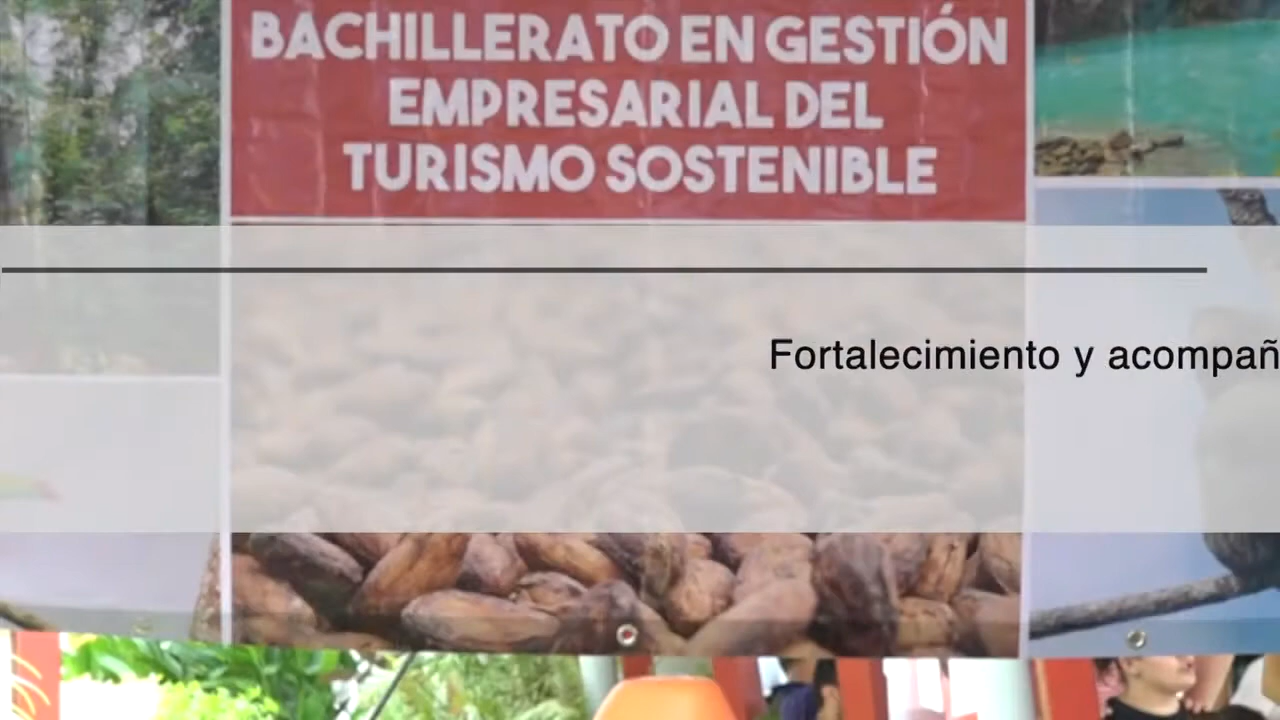 BACHILLERATO EN GESTIÓN
EMPRESARIAL DEL
TURISMO SOSTENIBLE
Fortalecimiento y acompañ